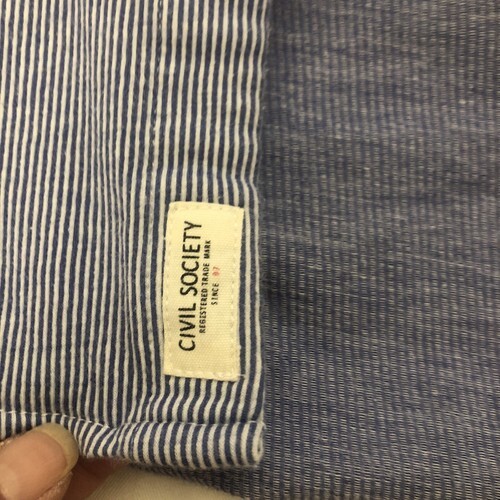 CIVIL SOCIETY
REGISTERED TRADE MARK
SINCE 97